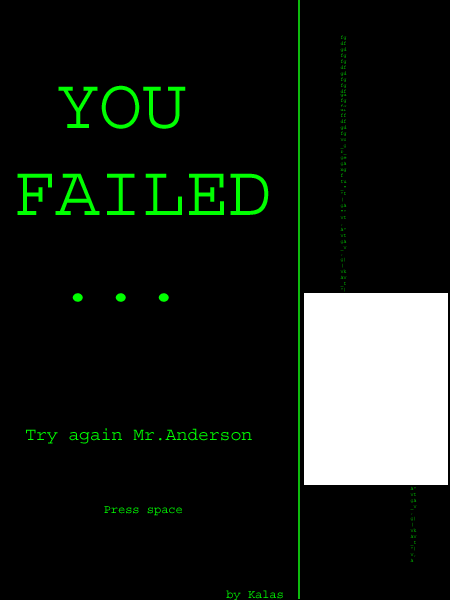 YOU
FAILED
. . .
Try again Mr.Anderson
Press space
by Kalas